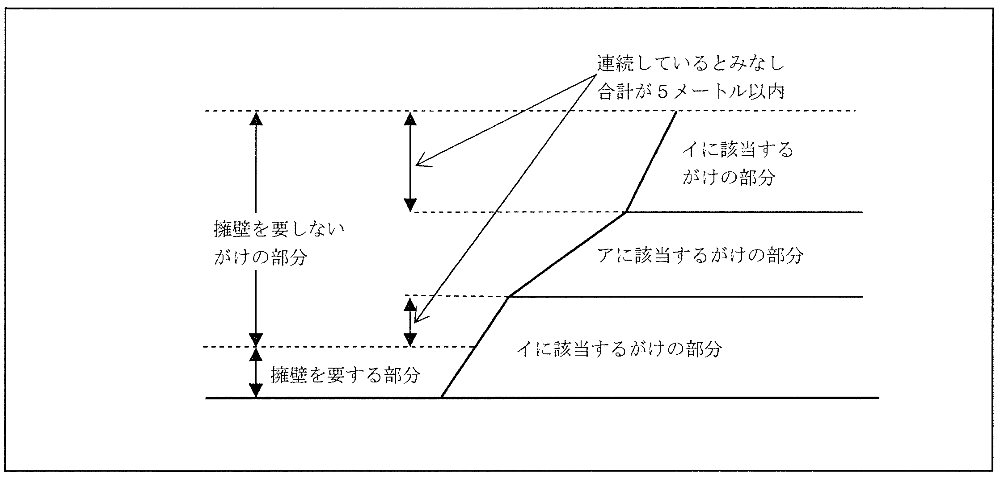 連続しているとみなし
合計が5メートル以内
イに該当する
がけの部分
擁壁を要しない
がけの部分
アに該当するがけの部分
イに該当するがけの部分
擁壁を要する部分